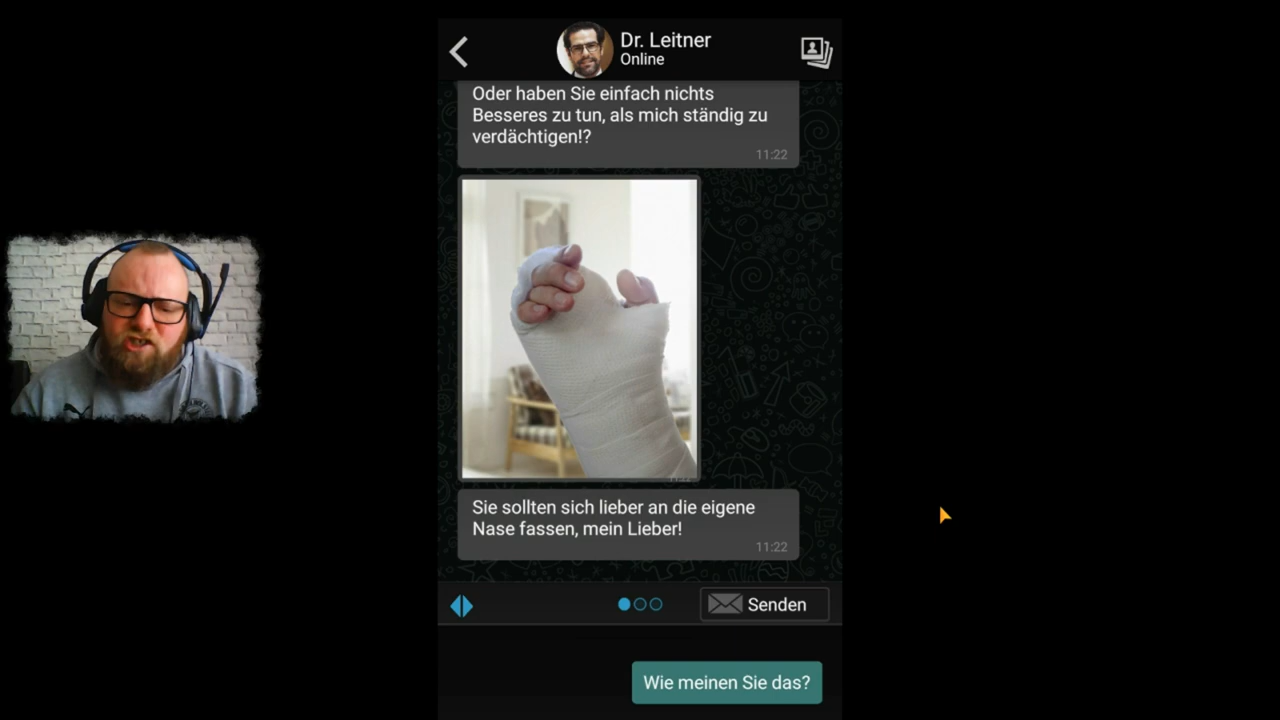 Dr. Leitner
Online
Oder haben Sie einfach nichts
Besseres zu tun, als mich ständig zu
verdächtigen!?
11:22
Sie sollten sich lieber an die eigene
Nase fassen, mein Lieber!
11:22
Senden
Wie meinen Sie das?